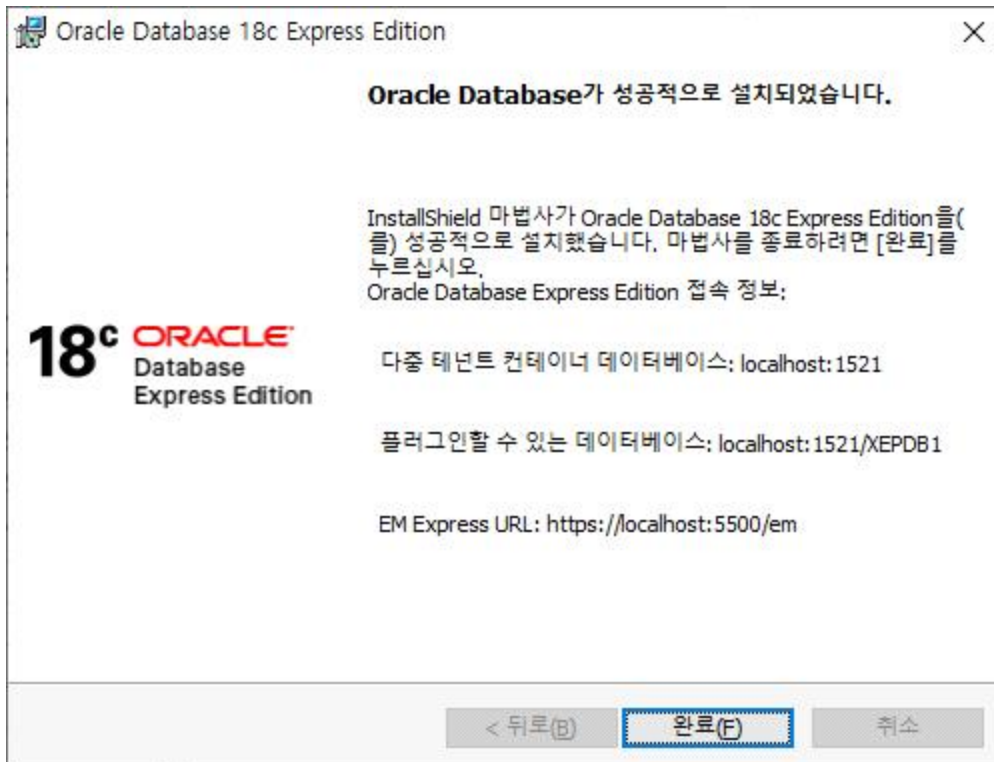 Oracle Database 18c Express Edition
Oracle Database가 성공적으로 설치되었습니다.
InstallShield 마법사가 Oracle Database 18c Express Edition을(
를) 성공적으로 설치했습니다. 마법사를 종료하려면 [완료]를
누르십시오.
Oracle Database Express Edition 접속 정보:
18c ORACLE
Database
Express Edition
다중 테넌트 컨테이너 데이터베이스: localhost:1521
플러그인할 수 있는 데이터베이스: localhost:1521/XEPDB1
EM Express URL: https://localhost:5500/em
< 뒤로(B) 완료(F) 취소